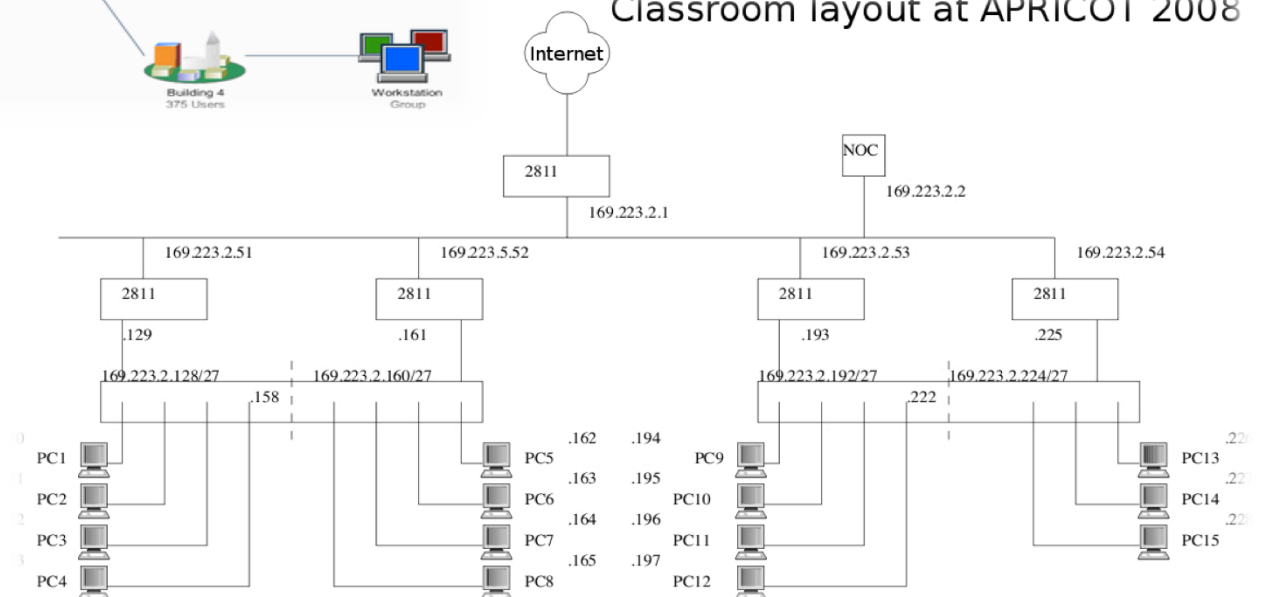 Classroom layout at APRICOT 2008
Building 4
375 Users
Workstation
Group
Internet
2811
NOC
169.223.2.2
169.223.2.1
169.223.2.51
169.223.5.52
169.223.2.53
169.223.2.54
2811
2811
2811
2811
.129
.161
.193
.225
169.223.2.128/27
169.223.2.160/27
169.223.2.192/27
169.223.2.224/27
.158
.222
PC1
PC5
.162
.194
PC9
PC13
PC2
PC6
.163
.195
PC10
PC14
PC3
PC7
.164
.196
PC11
PC15
PC4
PC8
.165
.197
PC12